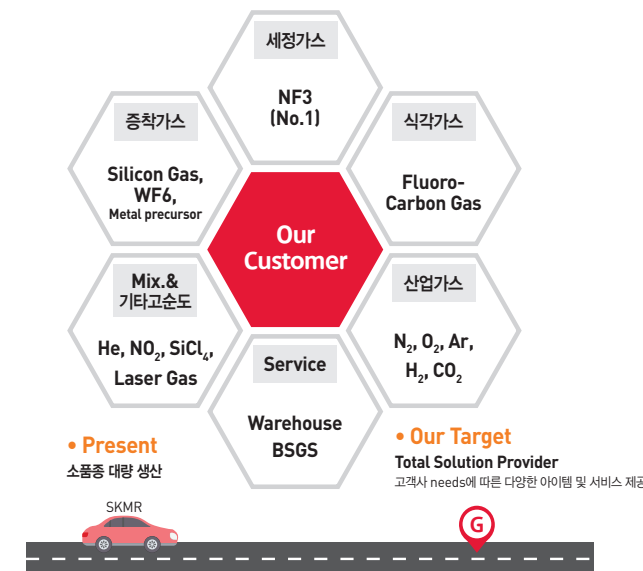 세정가스
NF3
(No.1)
증착가스
Silicon Gas,
WF6,
Metal precursor
식각가스
Fluoro-
Carbon Gas
Our
Customer
Mix.&
기타고순도
He, NO₂, SiCl₄,
Laser Gas
산업가스
N₂, O₂, Ar,
H₂, CO₂
Service
Warehouse
BSGS
• Present
소품종 대량 생산
• Our Target
Total Solution Provider
고객사 needs에 따른 다양한 아이템 및 서비스 제공
SKMR
G